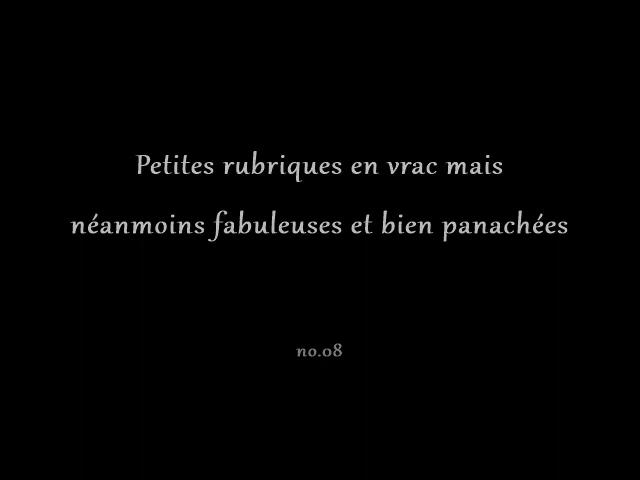 Petites rubriques en vrac mais
néanmoins fabuleuses et bien panachées
no.08